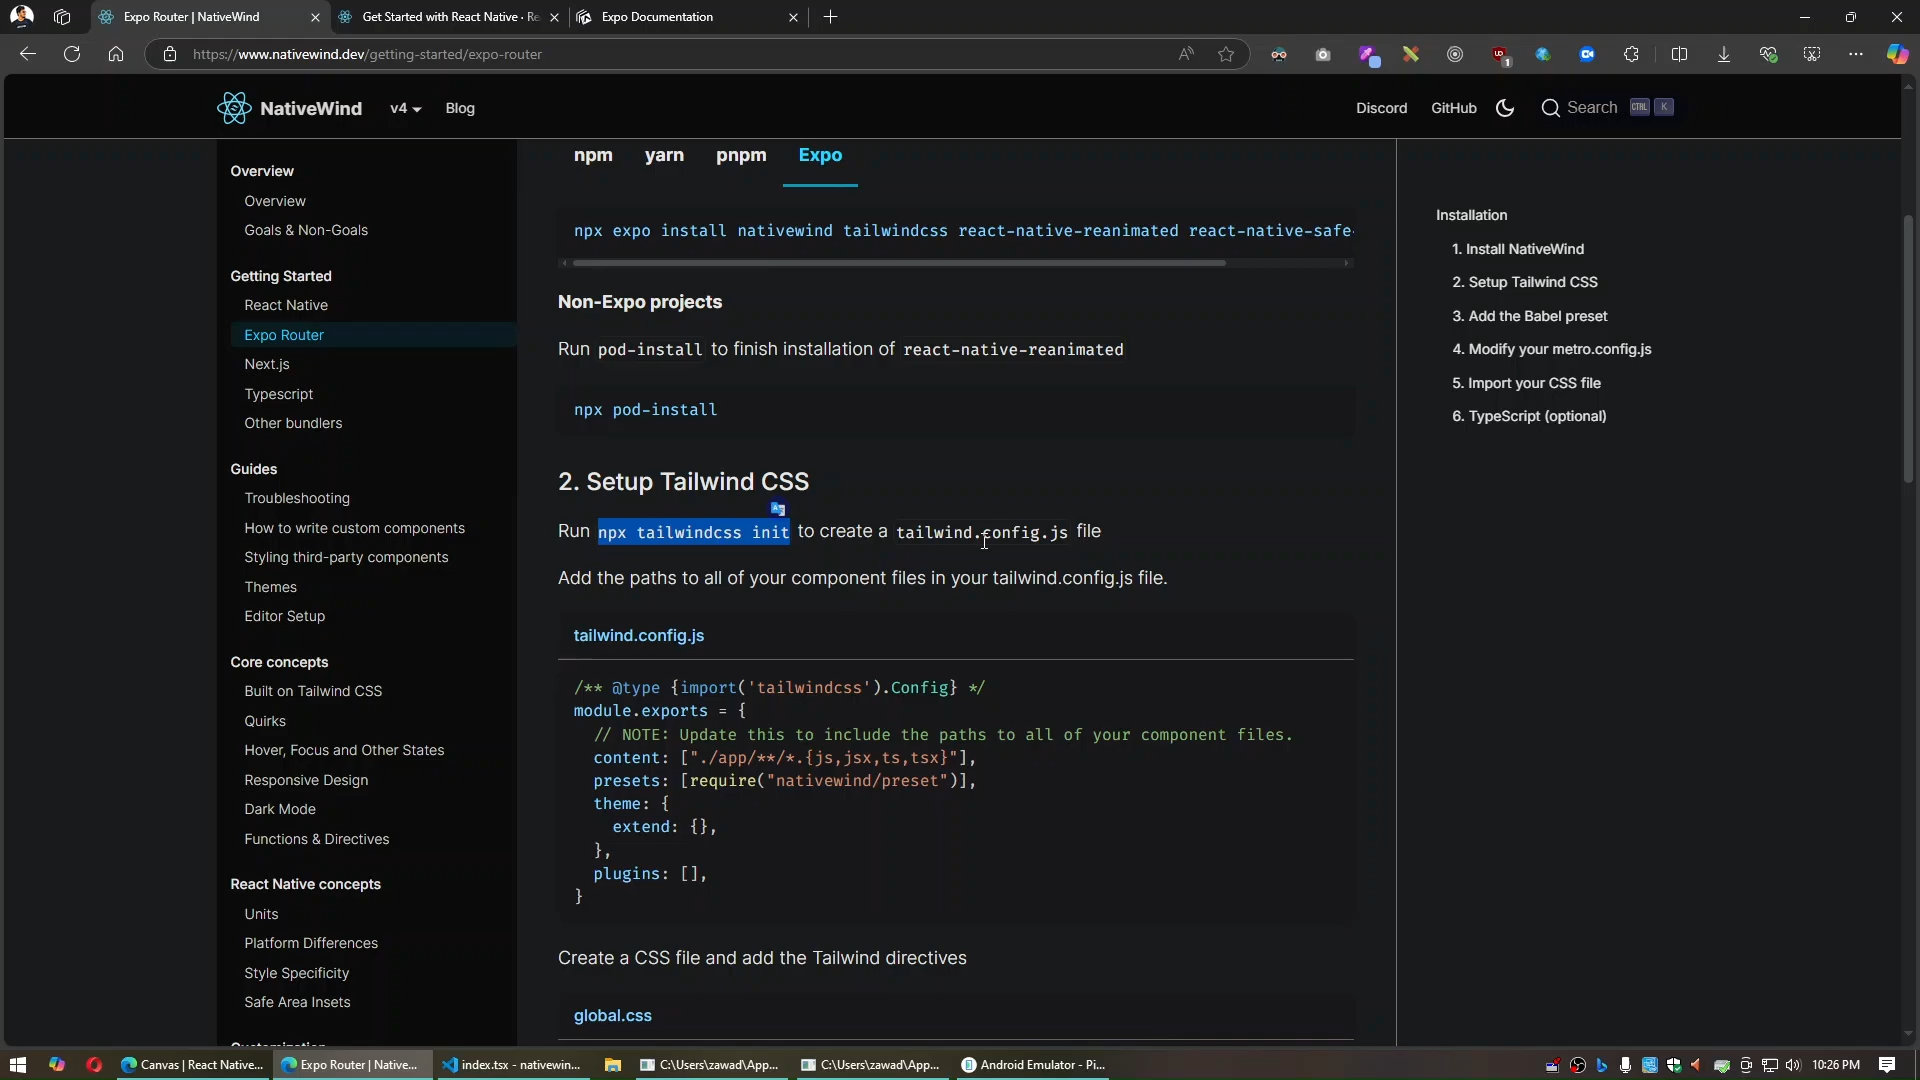 Expo Router | NativeWind
Get Started with React Native · Re
Expo Documentation
https://www.nativewind.dev/getting-started/expo-router
1
NativeWind
v4
Blog
Discord
GitHub
Search
CTRL
K
Overview
Overview
Goals & Non-Goals
Getting Started
React Native
Expo Router
Next.js
Typescript
Other bundlers
Guides
Troubleshooting
How to write custom components
Styling third-party components
Themes
Editor Setup
Core concepts
Built on Tailwind CSS
Quirks
Hover, Focus and Other States
Responsive Design
Dark Mode
Functions & Directives
React Native concepts
Units
Platform Differences
Style Specificity
Safe Area Insets
npm
yarn
pnpm
Expo
npx expo install nativewind tailwindcss react-native-reanimated react-native-safe-
Non-Expo projects
Run pod-install to finish installation of react-native-reanimated
npx pod-install
2. Setup Tailwind CSS
Run npx tailwindcss init to create a tailwind.config.js file
Add the paths to all of your component files in your tailwind.config.js file.
tailwind.config.js
/** @type {import('tailwindcss').Config} */
module.exports = {
// NOTE: Update this to include the paths to all of your component files.
content: ["./app/**/*.{js,jsx,ts,tsx}"],
presets: [require("nativewind/preset")],
theme: {
extend: {},
},
plugins: [],
}
Create a CSS file and add the Tailwind directives
global.css
Installation
1. Install NativeWind
2. Setup Tailwind CSS
3. Add the Babel preset
4. Modify your metro.config.js
5. Import your CSS file
6. TypeScript (optional)
Canvas | React Native...
Expo Router | Native...
index.tsx - nativewin...
C:\Users\zawad\App...
C:\Users\zawad\App...
Android Emulator - Pi...
10:26 PM